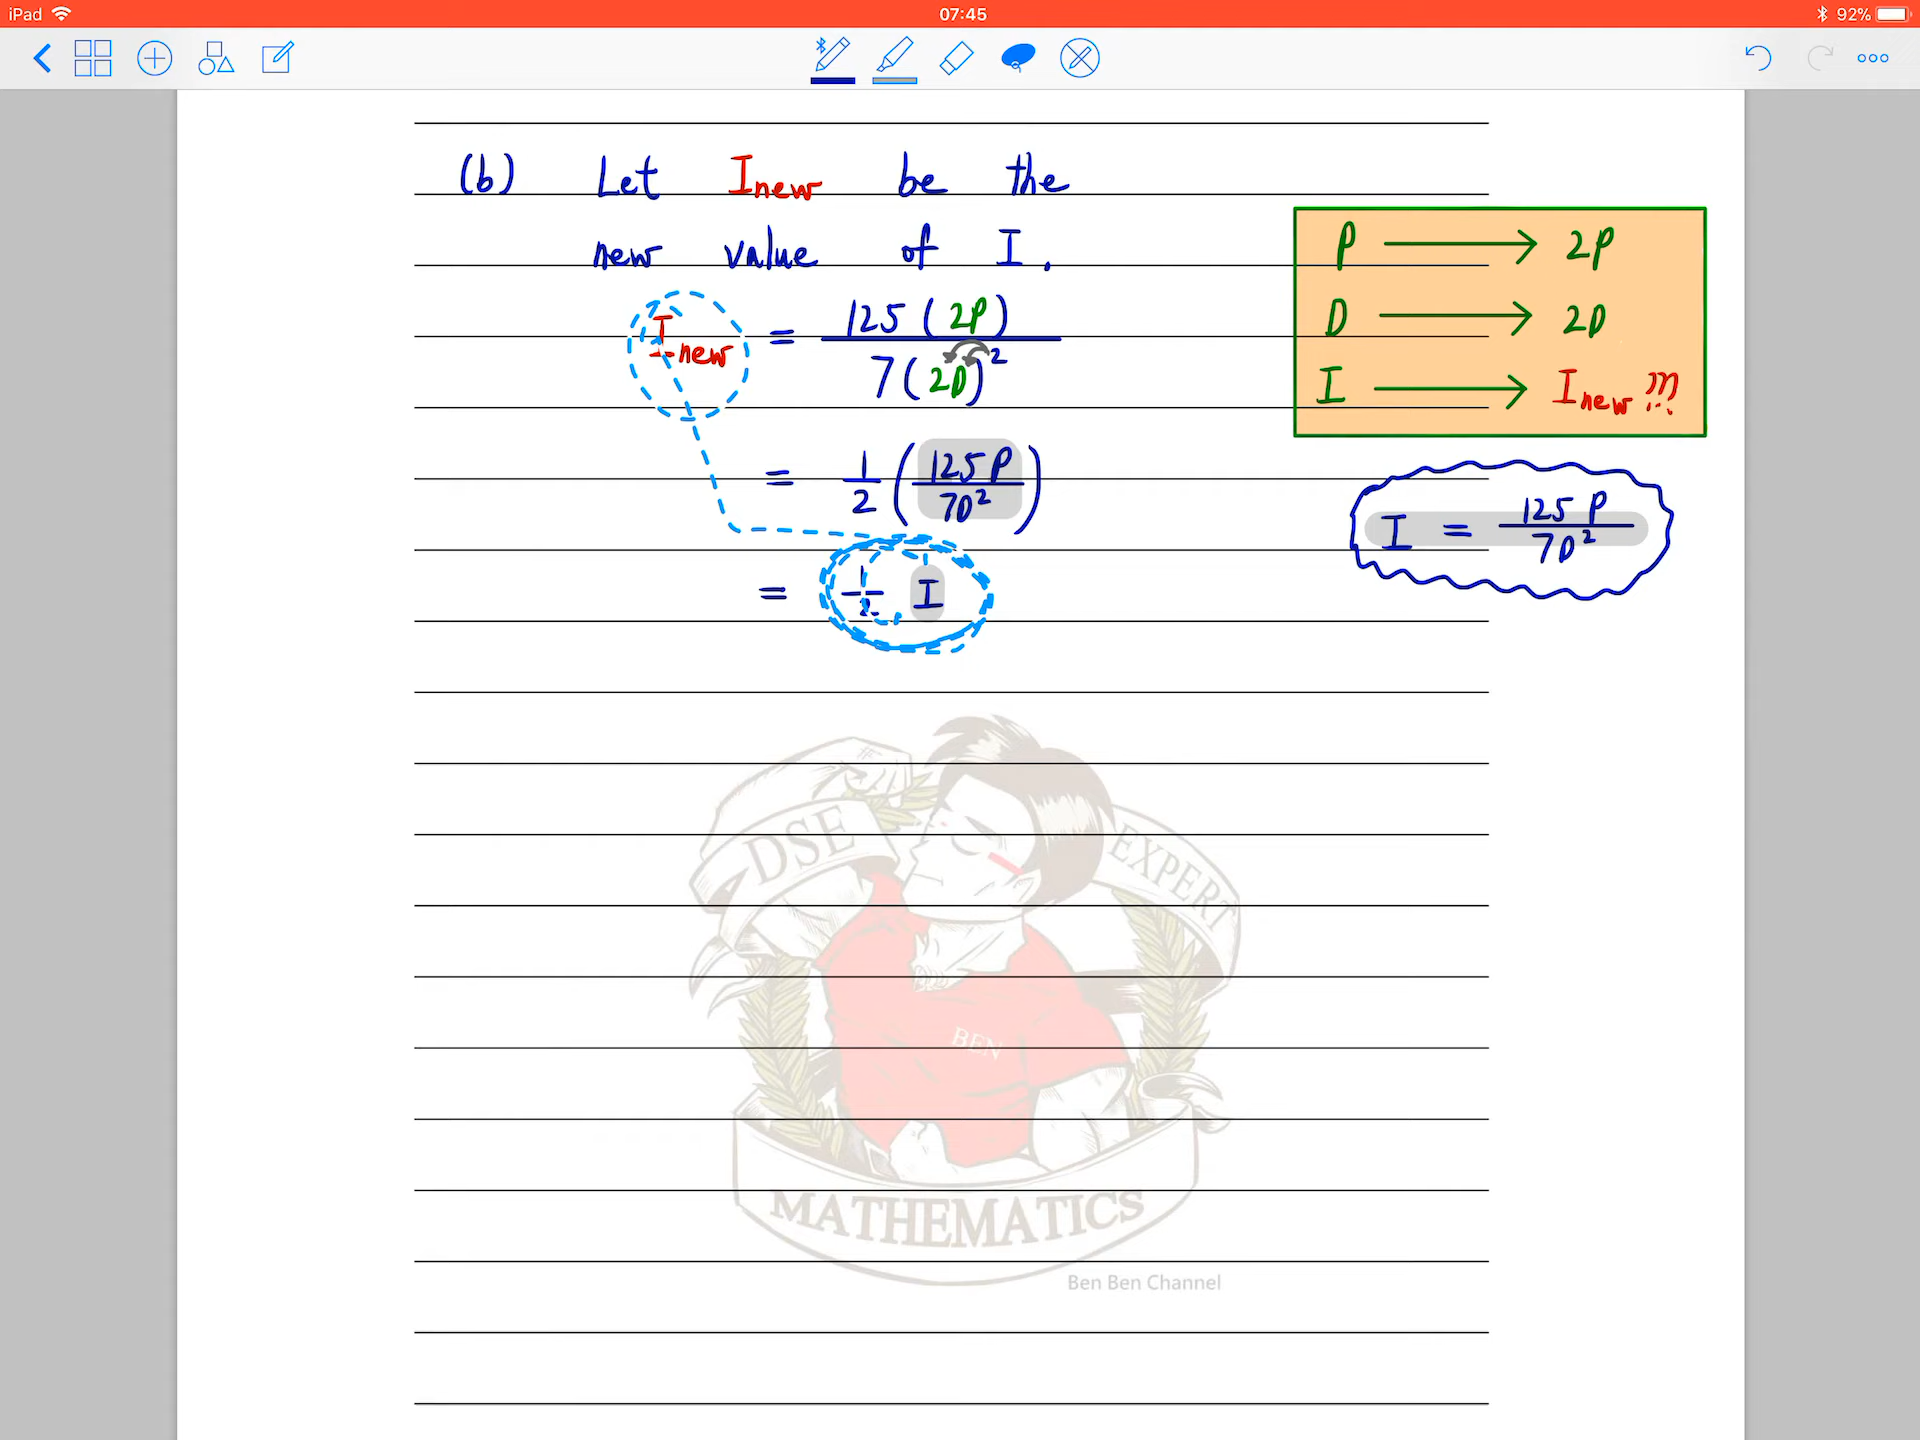 iPad 07:45 92%
(b) Let Inew be the
new value of I.
Inew = 125(2P) / 7(2D)²
= 1/2 (125P / 7D²)
= 1/2 I
P → 2P
D → 2D
I → Inew !!!
I = 125P / 7D²
DSE EXPERT
BEN
MATHEMATICS
Ben Ben Channel